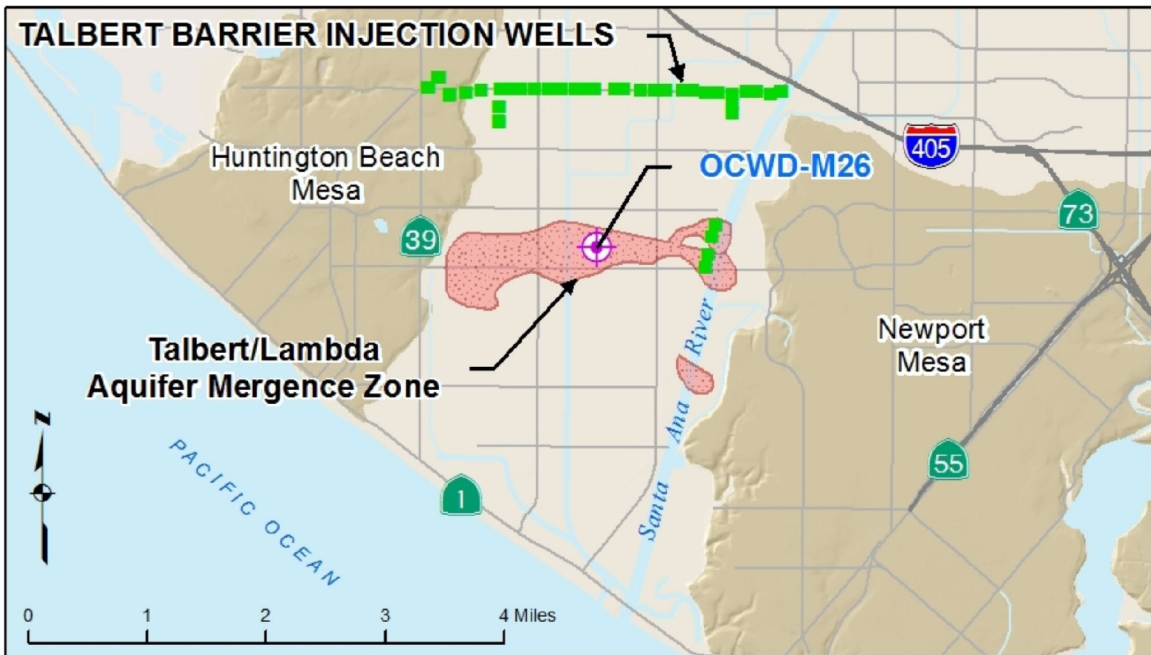 TALBERT BARRIER INJECTION WELLS
405
Huntington Beach
Mesa
OCWD-M26
73
39
Talbert/Lambda
Aquifer Mergence Zone
Newport
Mesa
Santa Ana River
N
PACIFIC OCEAN
55
1
0 1 2 3 4 Miles